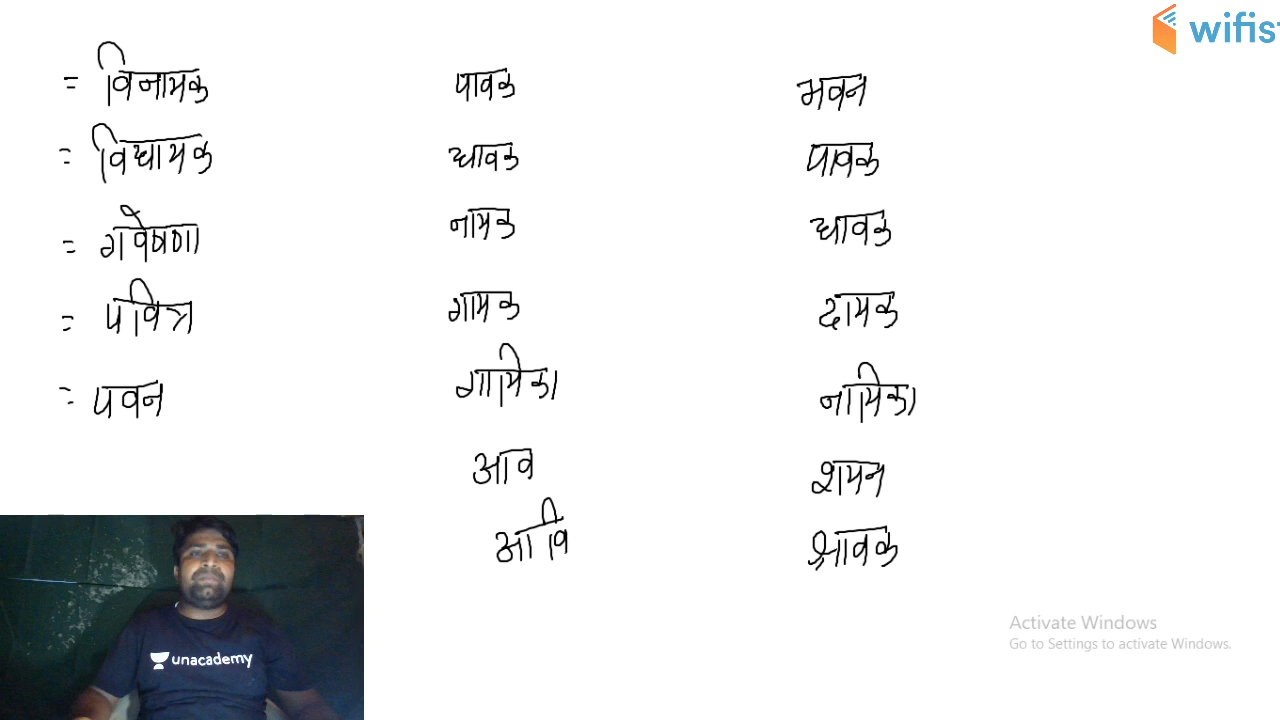 wifis
= विनायक
= विधायक
= गवेषणा
= पवित्र
= पवन
पावक
धावक
नायक
गायक
गायिका
आव
आवि
भवन
पावक
धावक
दायक
नायिका
शयन
श्रावक
unacademy
Activate Windows
Go to Settings to activate Windows.